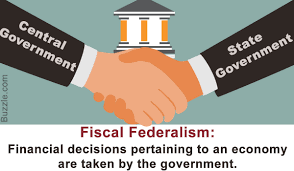 Central
Government
State
Government
Buzzle.com
Fiscal Federalism:
Financial decisions pertaining to an economy
are taken by the government.